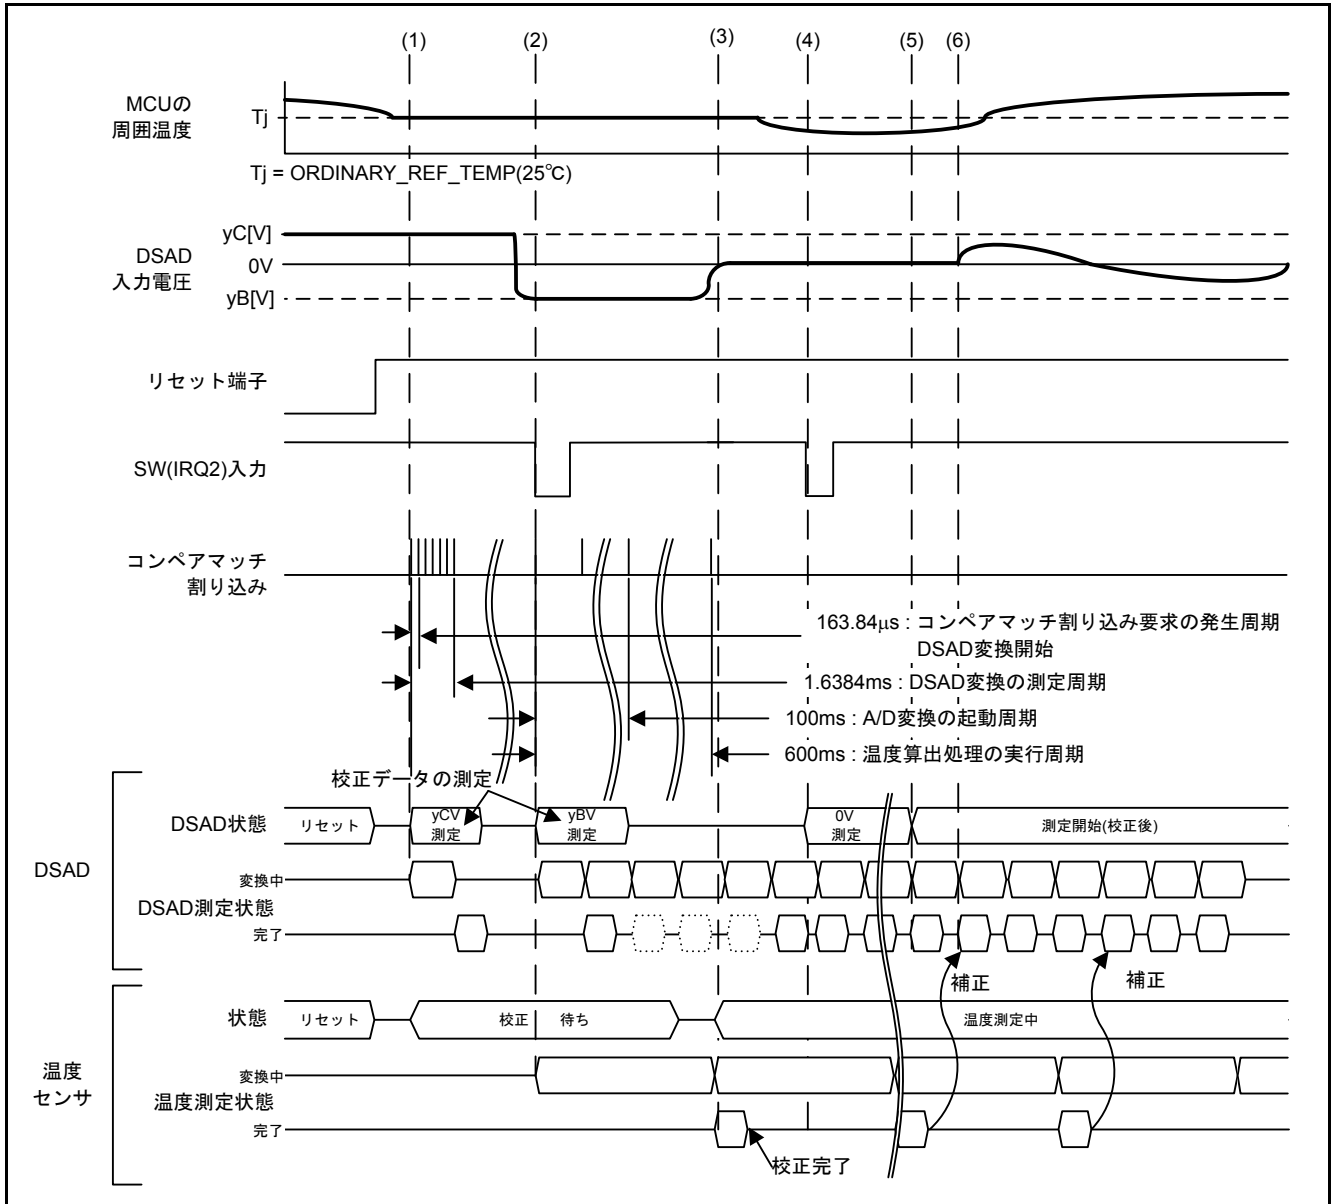 (1) (2) (3) (4) (5) (6)
MCUの
周囲温度
Tj
Tj = ORDINARY_REF_TEMP(25℃)
yC[V]
DSAD
入力電圧
0V
yB[V]
リセット端子
SW(IRQ2)入力
コンペアマッチ
割り込み
163.84μs : コンペアマッチ割り込み要求の発生周期
DSAD変換開始
1.6384ms : DSAD変換の測定周期
100ms : A/D変換の起動周期
600ms : 温度算出処理の実行周期
校正データの測定
DSAD
DSAD状態
リセット
yCV
測定
yBV
測定
0V
測定
測定開始(校正後)
変換中
DSAD測定状態
完了
補正
補正
温度
センサ
状態
リセット
校正 待ち
温度測定中
変換中
温度測定状態
完了
校正完了